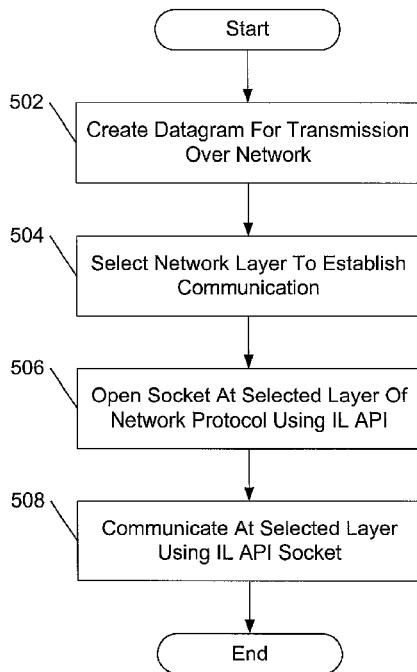 Start
502
Create Datagram For Transmission
Over Network
504
Select Network Layer To Establish
Communication
506
Open Socket At Selected Layer Of
Network Protocol Using IL API
508
Communicate At Selected Layer
Using IL API Socket
End